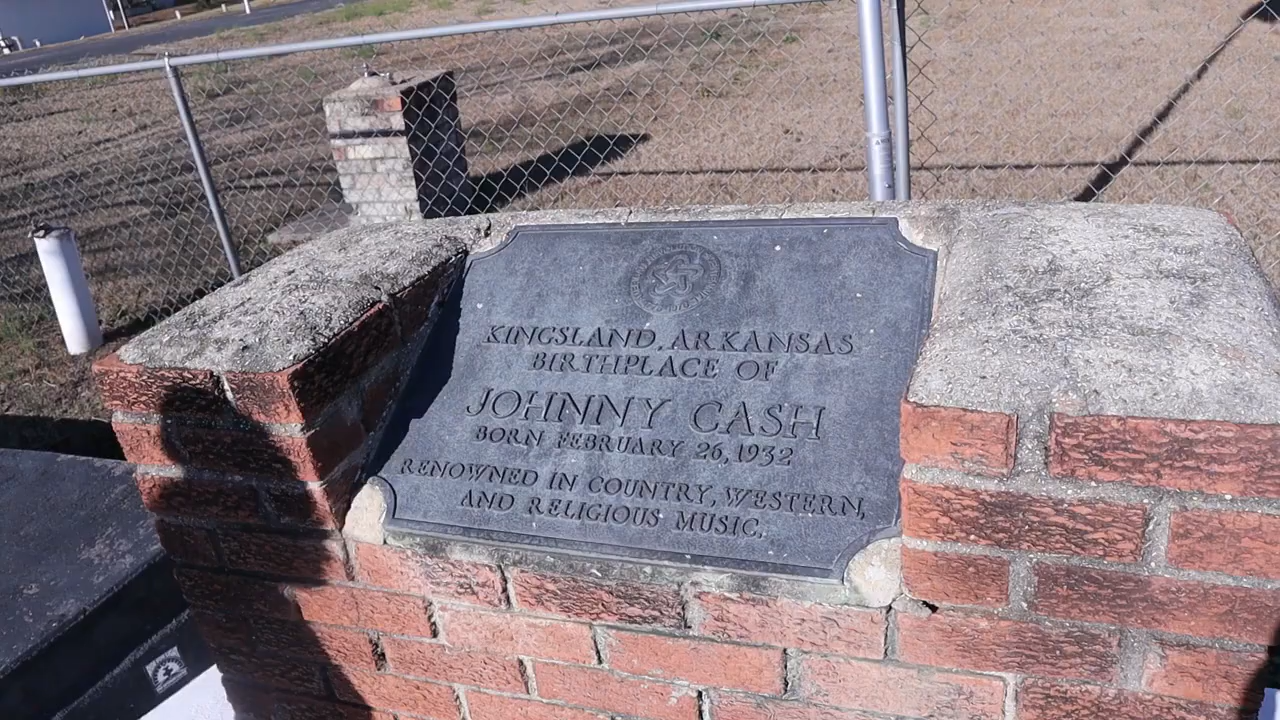 KINGSLAND, ARKANSAS
BIRTHPLACE OF
JOHNNY CASH
BORN FEBRUARY 26, 1932
RENOWNED IN COUNTRY, WESTERN,
AND RELIGIOUS MUSIC.